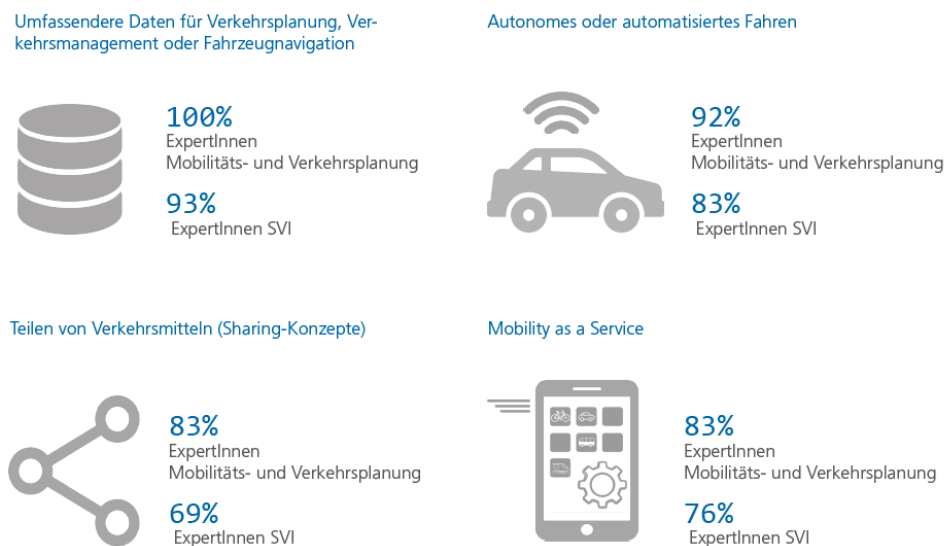 Umfassendere Daten für Verkehrsplanung, Ver-
kehrsmanagement oder Fahrzeugnavigation
100%
ExpertInnen
Mobilitäts- und Verkehrsplanung
93%
ExpertInnen SVI
Autonomes oder automatisiertes Fahren
92%
ExpertInnen
Mobilitäts- und Verkehrsplanung
83%
ExpertInnen SVI
Teilen von Verkehrsmitteln (Sharing-Konzepte)
83%
ExpertInnen
Mobilitäts- und Verkehrsplanung
69%
ExpertInnen SVI
Mobility as a Service
83%
ExpertInnen
Mobilitäts- und Verkehrsplanung
76%
ExpertInnen SVI